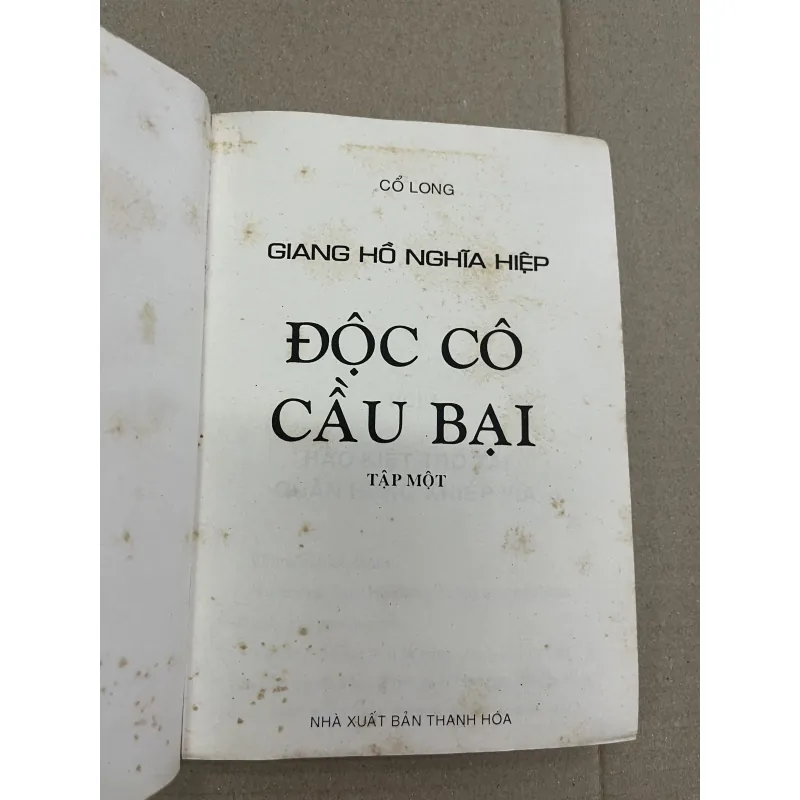 CỔ LONG
GIANG HỒ NGHĨA HIỆP
ĐỘC CÔ
CẦU BẠI
TẬP MỘT
NHÀ XUẤT BẢN THANH HÓA